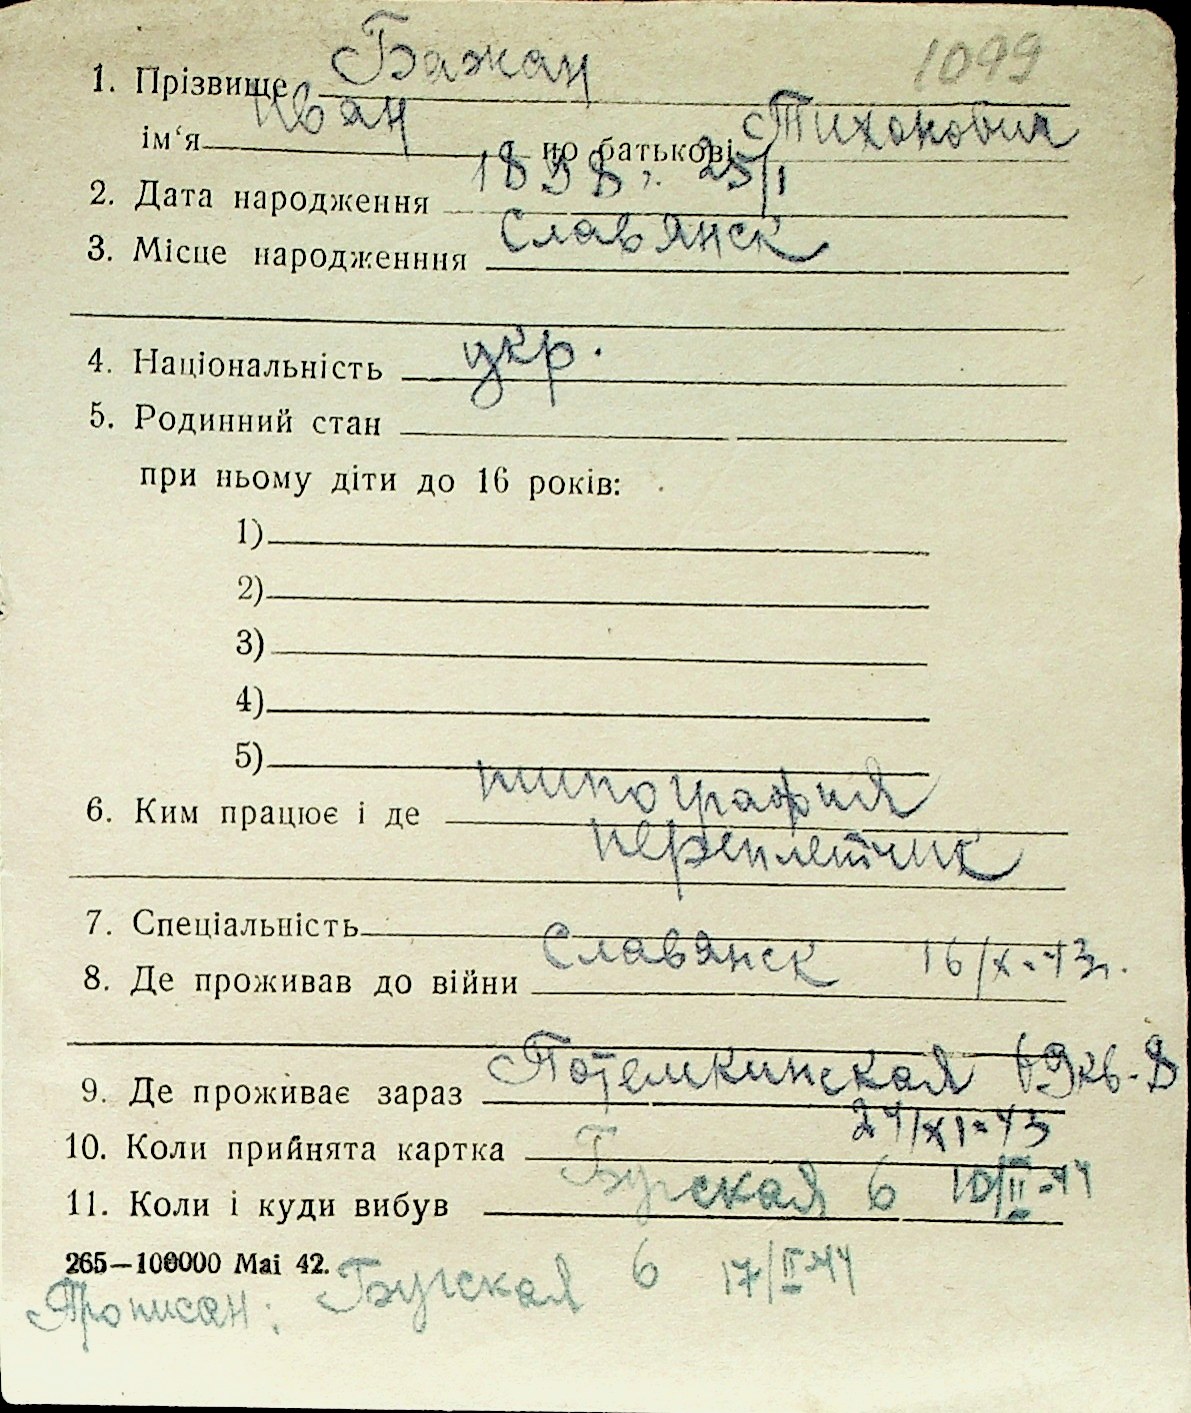 1099
1. Прізвище Бажан
ім‘я Иван по батькові Тихонович
2. Дата народження 1898 г. 25/I
3. Місце народженння Славянск
4. Національність укр.
5. Родинний стан
при ньому діти до 16 років:
1)
2)
3)
4)
5)
6. Ким працює і де типография
переплетчик
7. Спеціальність
8. Де проживав до війни Славянск 16/X-43г.
9. Де проживає зараз Потемкинская 69 кв-8
10. Коли прийнята картка 24/XI-43
11. Коли і куди вибув Бугская 6 10/II-44
265—100000 Mai 42.
Прописан: Бугская 6 17/II-44